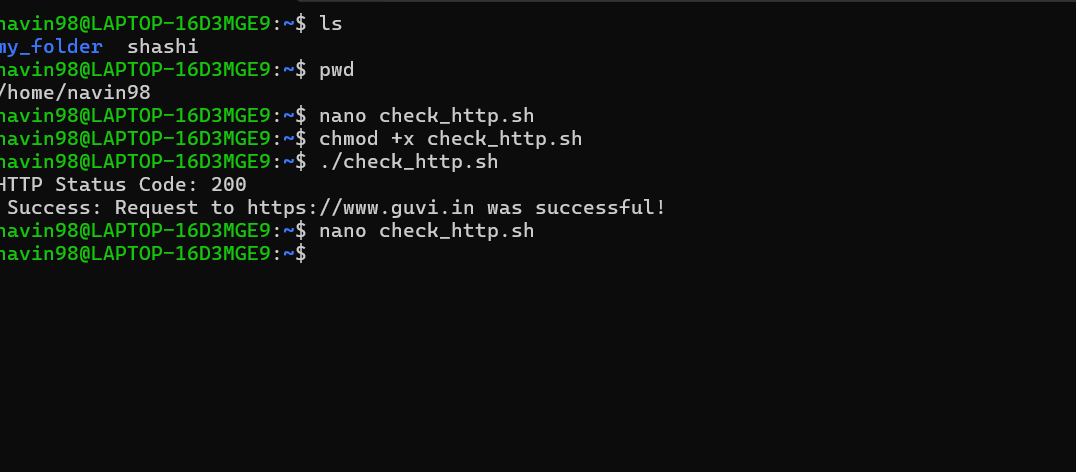 navin98@LAPTOP-16D3MGE9:~$ ls
my_folder  shashi
navin98@LAPTOP-16D3MGE9:~$ pwd
/home/navin98
navin98@LAPTOP-16D3MGE9:~$ nano check_http.sh
navin98@LAPTOP-16D3MGE9:~$ chmod +x check_http.sh
navin98@LAPTOP-16D3MGE9:~$ ./check_http.sh
HTTP Status Code: 200
Success: Request to https://www.guvi.in was successful!
navin98@LAPTOP-16D3MGE9:~$ nano check_http.sh
navin98@LAPTOP-16D3MGE9:~$